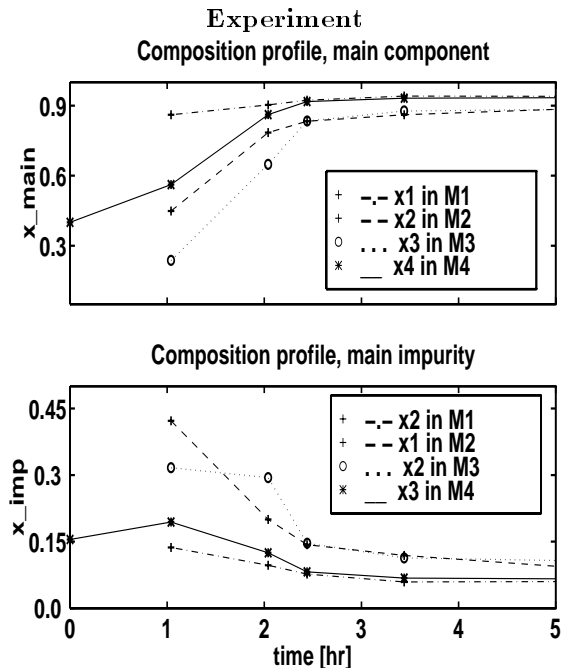 Experiment
Composition profile, main component
0.9
0.6
0.3
x_main
+ –.– x1 in M1
+ – – x2 in M2
o . . . x3 in M3
* __ x4 in M4
Composition profile, main impurity
0.45
0.3
0.15
0.0
x_imp
+ –.– x2 in M1
+ – – x1 in M2
o . . . x2 in M3
* __ x3 in M4
0 1 2 3 4 5
time [hr]